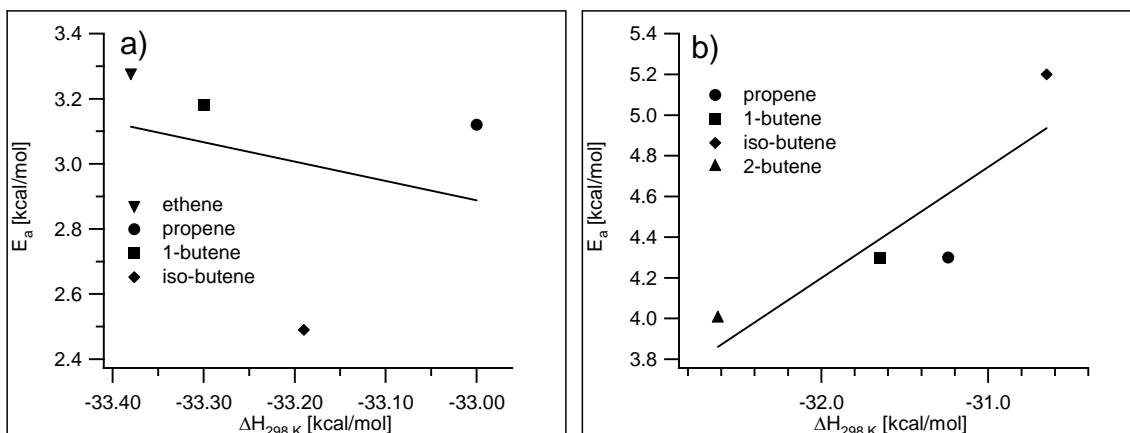 a)
3.4
3.2
3.0
2.8
2.6
2.4
E_a [kcal/mol]
ethene
propene
1-butene
iso-butene
-33.40
-33.30
-33.20
-33.10
-33.00
ΔH_298 K [kcal/mol]
b)
5.4
5.2
5.0
4.8
4.6
4.4
4.2
4.0
3.8
E_a [kcal/mol]
propene
1-butene
iso-butene
2-butene
-32.0
-31.0
ΔH_298 K [kcal/mol]